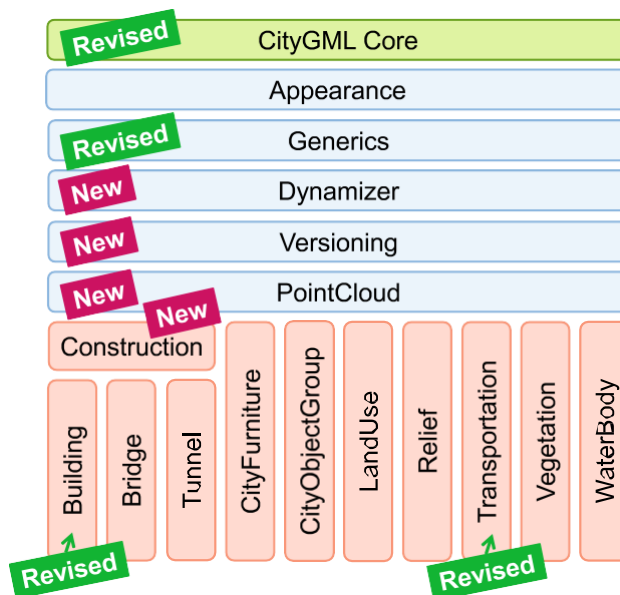 Revised
CityGML Core
Appearance
Revised
Generics
New
Dynamizer
New
Versioning
New
PointCloud
New
Construction
Building
Bridge
Tunnel
CityFurniture
CityObjectGroup
LandUse
Relief
Transportation
Vegetation
WaterBody
Revised
Revised